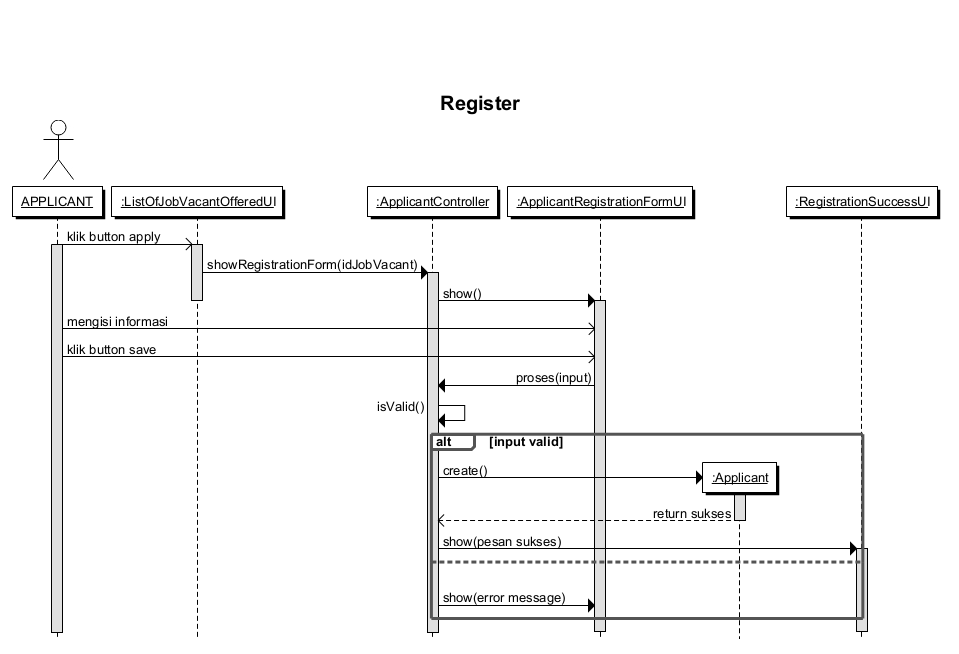 Register
APPLICANT
:ListOfJobVacantOfferedUI
:ApplicantController
:ApplicantRegistrationFormUI
:RegistrationSuccessUI
klik button apply
showRegistrationForm(idJobVacant)
show()
mengisi informasi
klik button save
proses(input)
isValid()
alt
[input valid]
create()
:Applicant
return sukses
show(pesan sukses)
show(error message)